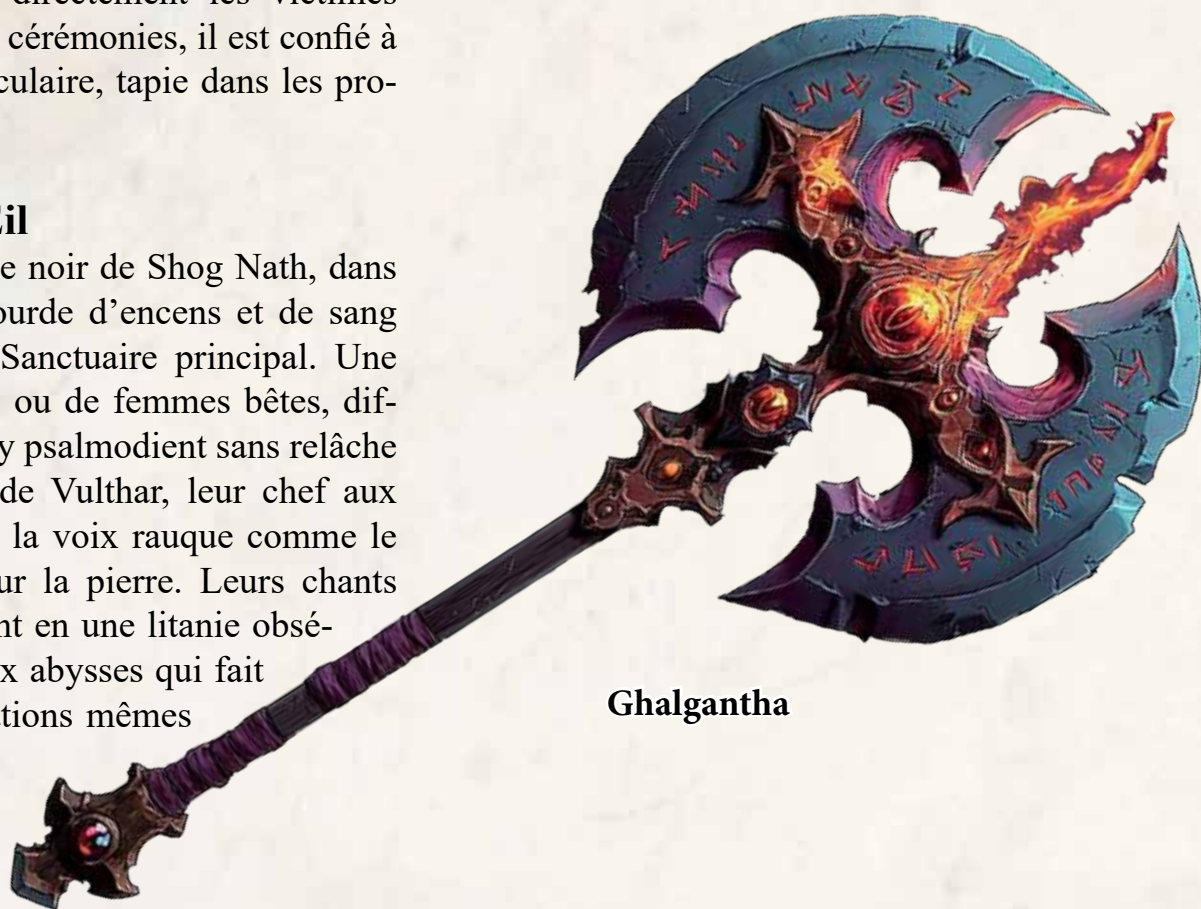 directement les victimes
cérémonies, il est confié à
culaire, tapie dans les pro-
il
e noir de Shog Nath, dans
ourde d’encens et de sang
Sanctuaire principal. Une
ou de femmes bêtes, dif-
y psalmodient sans relâche
de Vulthar, leur chef aux
la voix rauque comme le
ur la pierre. Leurs chants
nt en une litanie obsé-
x abysses qui fait
tions mêmes
Ghalgantha